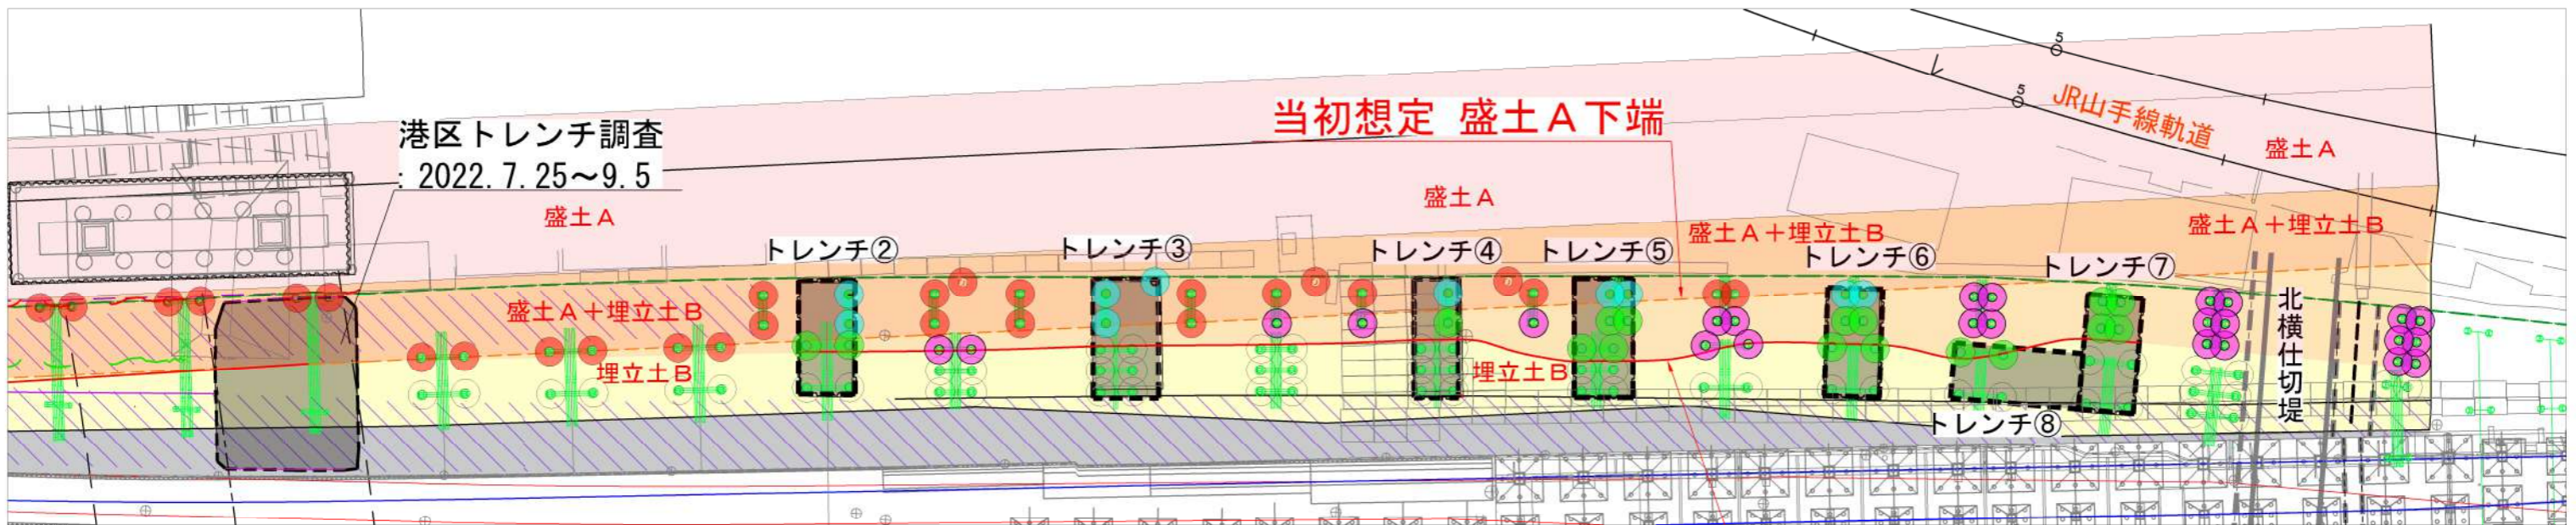 5
5
JR山手線軌道
当初想定 盛土A下端
港区トレンチ調査
: 2022.7.25～9.5
盛土A
盛土A
盛土A
盛土A+埋立土B
盛土A+埋立土B
トレンチ②
トレンチ③
トレンチ④
トレンチ⑤
トレンチ⑥
トレンチ⑦
盛土A+埋立土B
北横仕切堤
埋立土B
埋立土B
トレンチ⑧